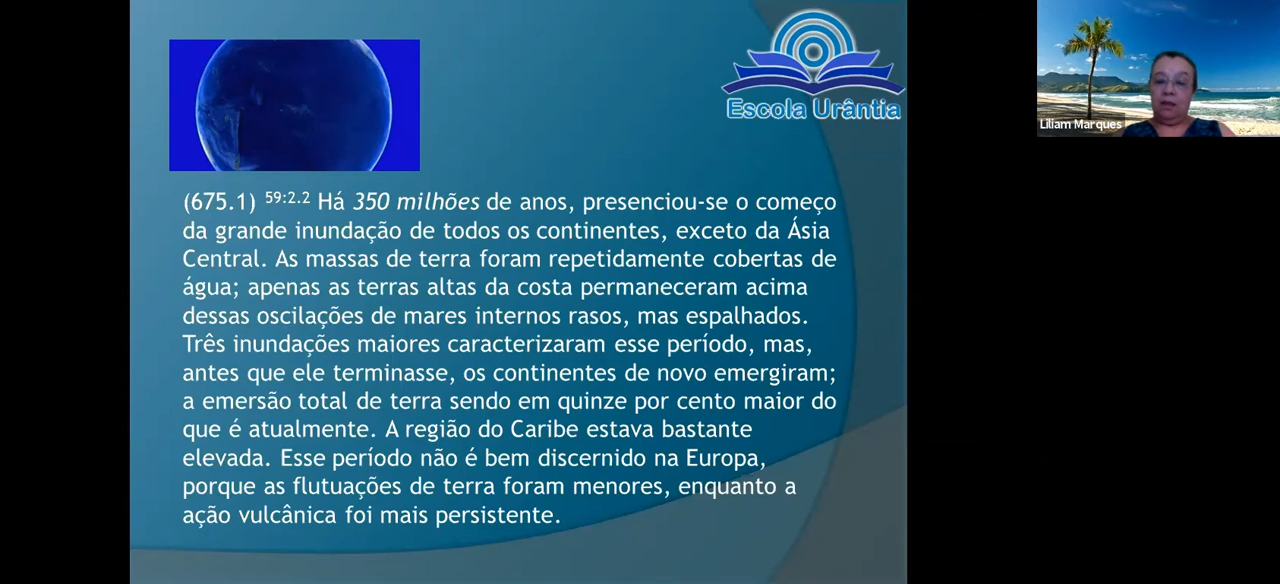 Escola Urântia
Liliam Marques
(675.1) 59:2.2 Há 350 milhões de anos, presenciou-se o começo
da grande inundação de todos os continentes, exceto da Ásia
Central. As massas de terra foram repetidamente cobertas de
água; apenas as terras altas da costa permaneceram acima
dessas oscilações de mares internos rasos, mas espalhados.
Três inundações maiores caracterizaram esse período, mas,
antes que ele terminasse, os continentes de novo emergiram;
a emersão total de terra sendo em quinze por cento maior do
que é atualmente. A região do Caribe estava bastante
elevada. Esse período não é bem discernido na Europa,
porque as flutuações de terra foram menores, enquanto a
ação vulcânica foi mais persistente.